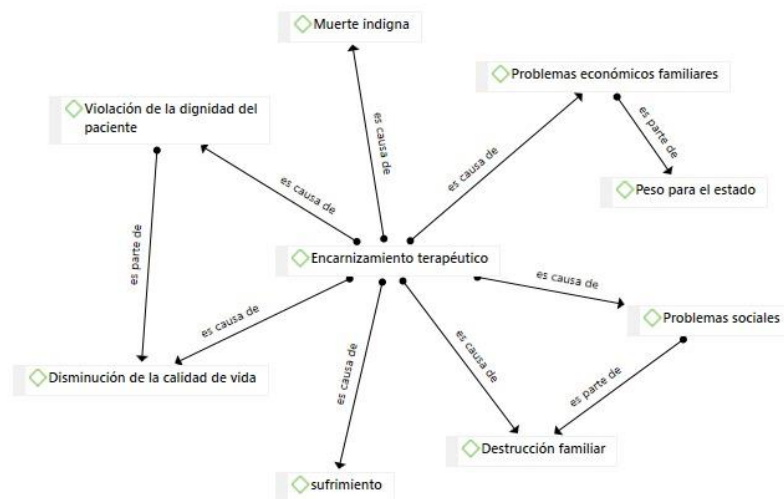 Muerte indigna
Problemas económicos familiares
Violación de la dignidad del
paciente
es causa de
es parte de
es causa de
Peso para el estado
es causa de
es parte de
Encarnizamiento terapéutico
es causa de
es causa de
Problemas sociales
es causa de
es causa de
es parte de
Disminución de la calidad de vida
Destrucción familiar
sufrimiento